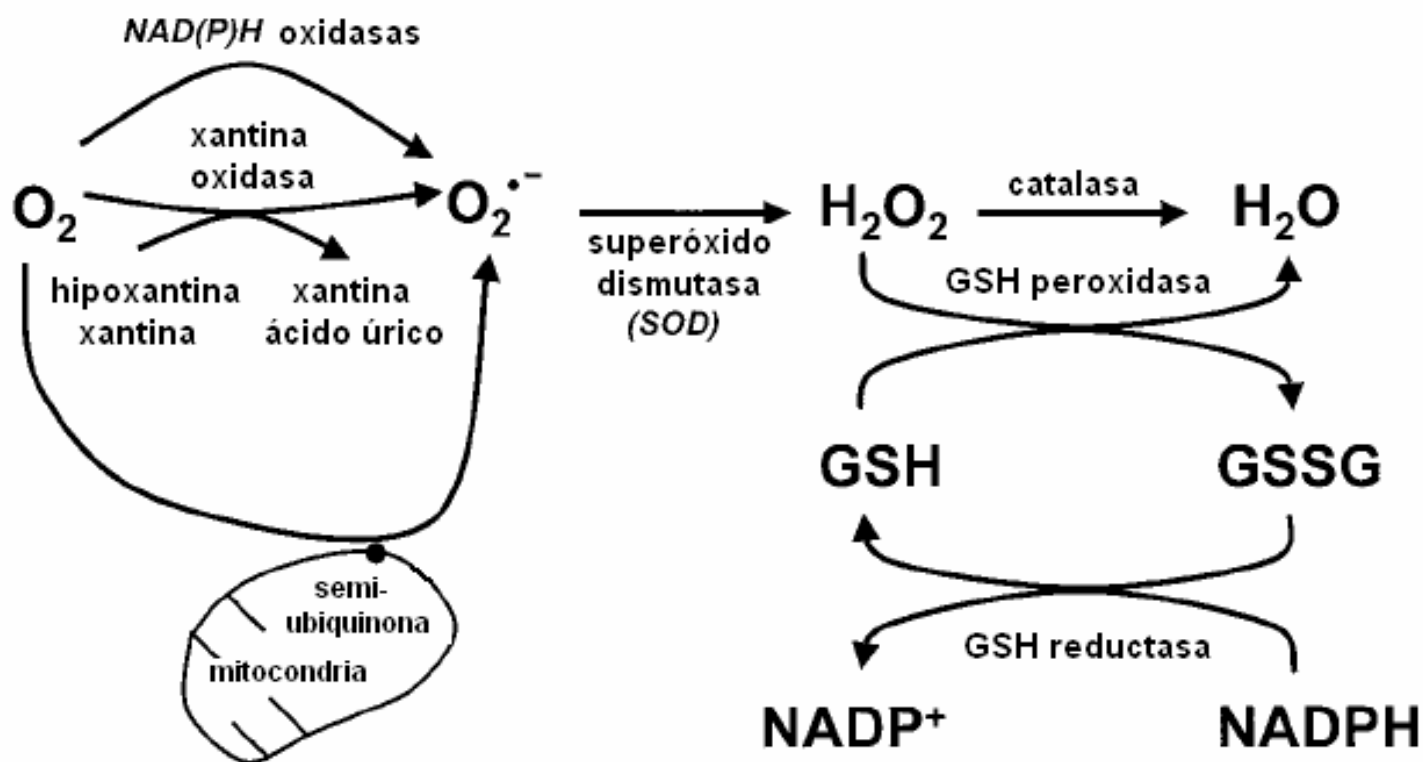 NAD(P)H oxidasas
xantina
oxidasa
O₂
O₂•⁻
hipoxantina
xantina
xantina
ácido úrico
superóxido
dismutasa
(SOD)
H₂O₂
catalasa
H₂O
GSH peroxidasa
GSH
GSSG
semi-
ubiquinona
mitocondria
GSH reductasa
NADP⁺
NADPH